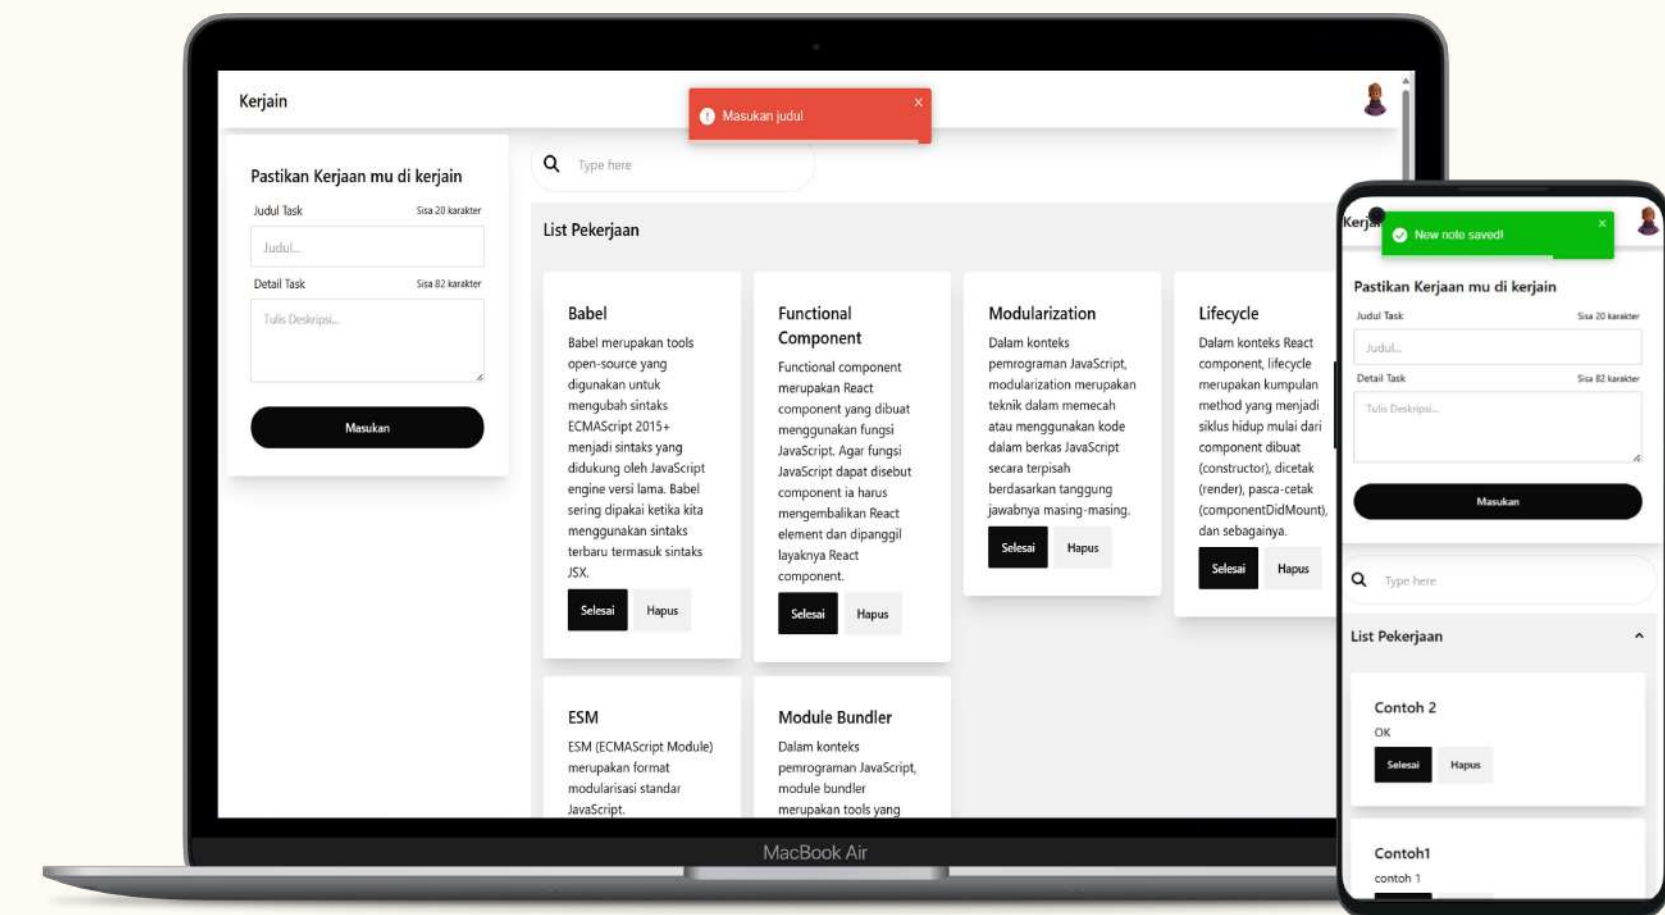 Kerjain
Masukan judul
Pastikan Kerjaan mu di kerjain
Judul Task
Sisa 20 karakter
Judul...
Detail Task
Sisa 82 karakter
Tulis Deskripsi...
Masukan
Type here
List Pekerjaan
Babel
Babel merupakan tools
open-source yang
digunakan untuk
mengubah sintaks
ECMAScript 2015+
menjadi sintaks yang
didukung oleh JavaScript
engine versi lama. Babel
sering dipakai ketika kita
menggunakan sintaks
terbaru termasuk sintaks
JSX.
Selesai
Hapus
Functional
Component
Functional component
merupakan React
component yang dibuat
menggunakan fungsi
JavaScript. Agar fungsi
JavaScript dapat disebut
component ia harus
mengembalikan React
element dan dipanggil
layaknya React
component.
Selesai
Hapus
Modularization
Dalam konteks
pemrograman JavaScript,
modularization merupakan
teknik dalam memecah
atau menggunakan kode
dalam berkas JavaScript
secara terpisah
berdasarkan tanggung
jawabnya masing-masing.
Selesai
Hapus
Lifecycle
Dalam konteks React
component, lifecycle
merupakan kumpulan
method yang menjadi
siklus hidup mulai dari
component dibuat
(constructor), dicetak
(render), pasca-cetak
(componentDidMount),
dan sebagainya.
Selesai
Hapus
ESM
ESM (ECMAScript Module)
merupakan format
modularisasi standar
JavaScript.
Module Bundler
Dalam konteks
pemrograman JavaScript,
module bundler
merupakan tools yang
MacBook Air
New note saved!
Pastikan Kerjaan mu di kerjain
Judul Task
Sisa 20 karakter
Judul...
Detail Task
Sisa 82 karakter
Tulis Deskripsi...
Masukan
Type here
List Pekerjaan
Contoh 2
OK
Selesai
Hapus
Contoh1
contoh 1